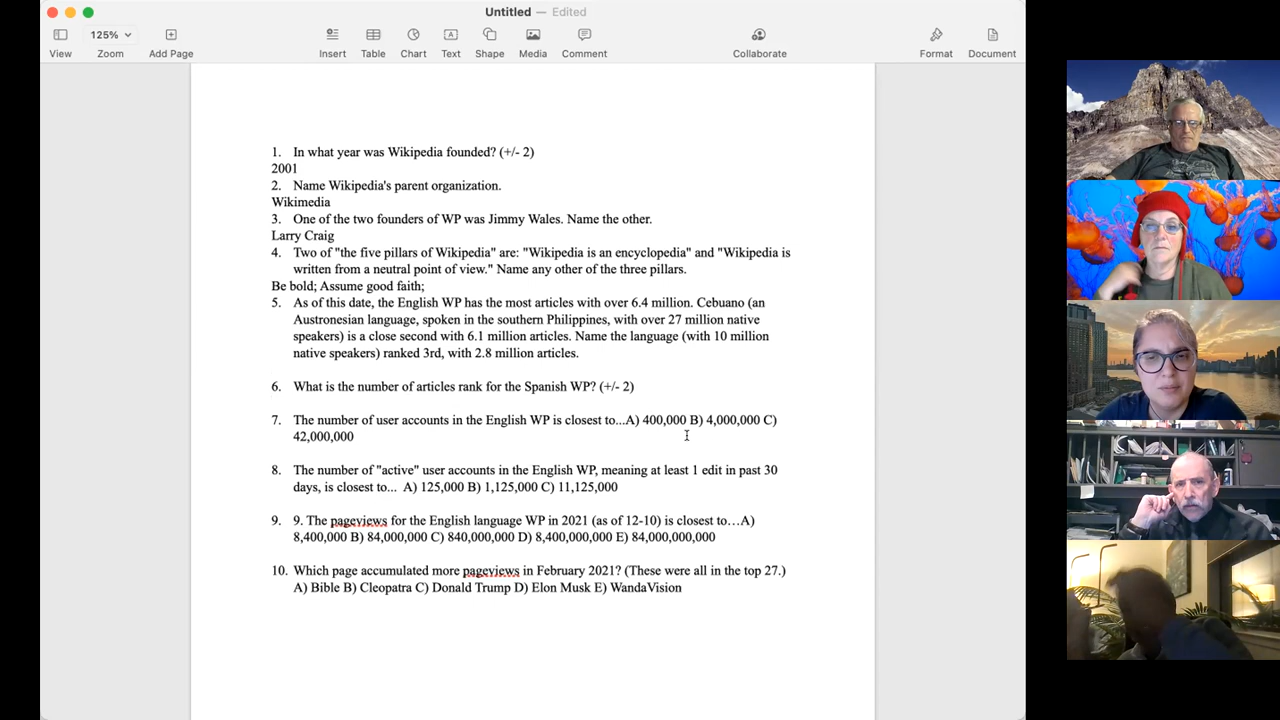 Untitled — Edited
125%
View
Zoom
Add Page
Insert
Table
Chart
Text
Shape
Media
Comment
Collaborate
Format
Document
1. In what year was Wikipedia founded? (+/- 2)
2001
2. Name Wikipedia's parent organization.
Wikimedia
3. One of the two founders of WP was Jimmy Wales. Name the other.
Larry Craig
4. Two of "the five pillars of Wikipedia" are: "Wikipedia is an encyclopedia" and "Wikipedia is
written from a neutral point of view." Name any other of the three pillars.
Be bold; Assume good faith;
5. As of this date, the English WP has the most articles with over 6.4 million. Cebuano (an
Austronesian language, spoken in the southern Philippines, with over 27 million native
speakers) is a close second with 6.1 million articles. Name the language (with 10 million
native speakers) ranked 3rd, with 2.8 million articles.
6. What is the number of articles rank for the Spanish WP? (+/- 2)
7. The number of user accounts in the English WP is closest to...A) 400,000 B) 4,000,000 C)
42,000,000
8. The number of "active" user accounts in the English WP, meaning at least 1 edit in past 30
days, is closest to... A) 125,000 B) 1,125,000 C) 11,125,000
9. 9. The pageviews for the English language WP in 2021 (as of 12-10) is closest to…A)
8,400,000 B) 84,000,000 C) 840,000,000 D) 8,400,000,000 E) 84,000,000,000
10. Which page accumulated more pageviews in February 2021? (These were all in the top 27.)
A) Bible B) Cleopatra C) Donald Trump D) Elon Musk E) WandaVision